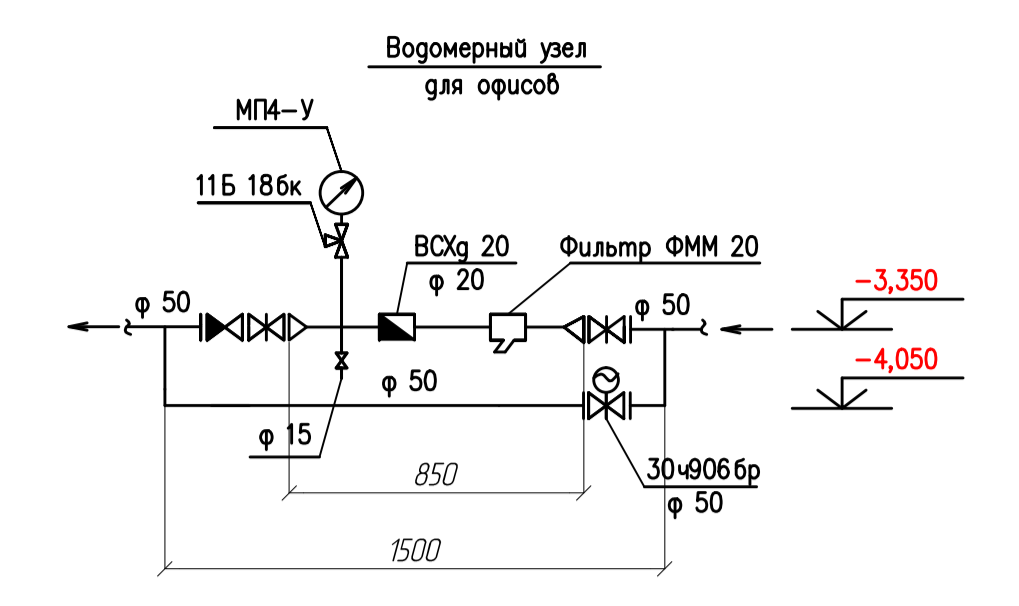 Водомерный узел
для офисов
МП4-У
11Б 18бк
ВСХд 20
φ 20
Фильтр ФММ 20
φ 50
φ 50
-3,350
-4,050
φ 50
φ 15
850
30ч906бр
φ 50
1500